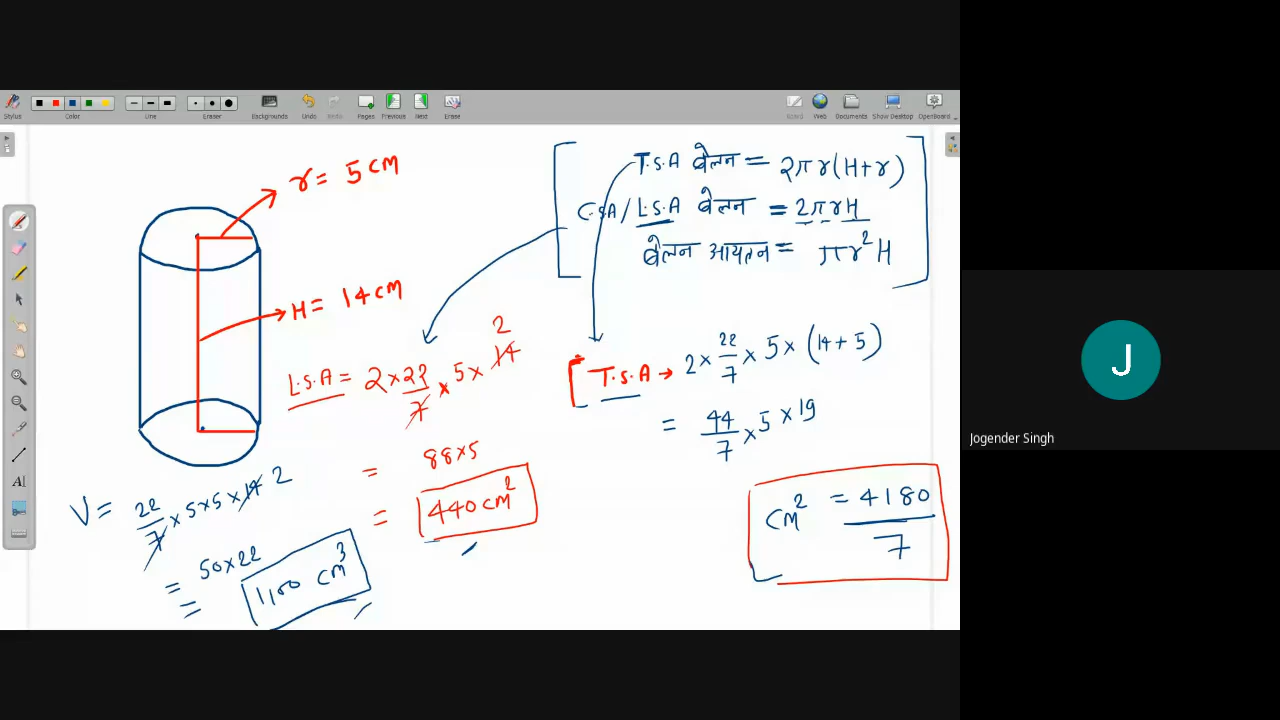 Stylus Color Line Eraser Backgrounds Undo Redo Pages Previous Next Erase Board Web Documents Show Desktop OpenBoard
r = 5 cm
H = 14 cm
T.S.A बेलन = 2πr(H+r)
C.S.A/L.S.A बेलन = 2πrH
बेलन आयतन = πr²H
L.S.A = 2 × 22/7 × 5 × 14 2
= 88×5
= 440 cm²
T.S.A → 2 × 22/7 × 5 × (14 + 5)
= 44/7 × 5 × 19
cm² = 4180/7
V = 22/7 × 5×5×14 2
= 50×22
= 1100 cm³
J
Jogender Singh